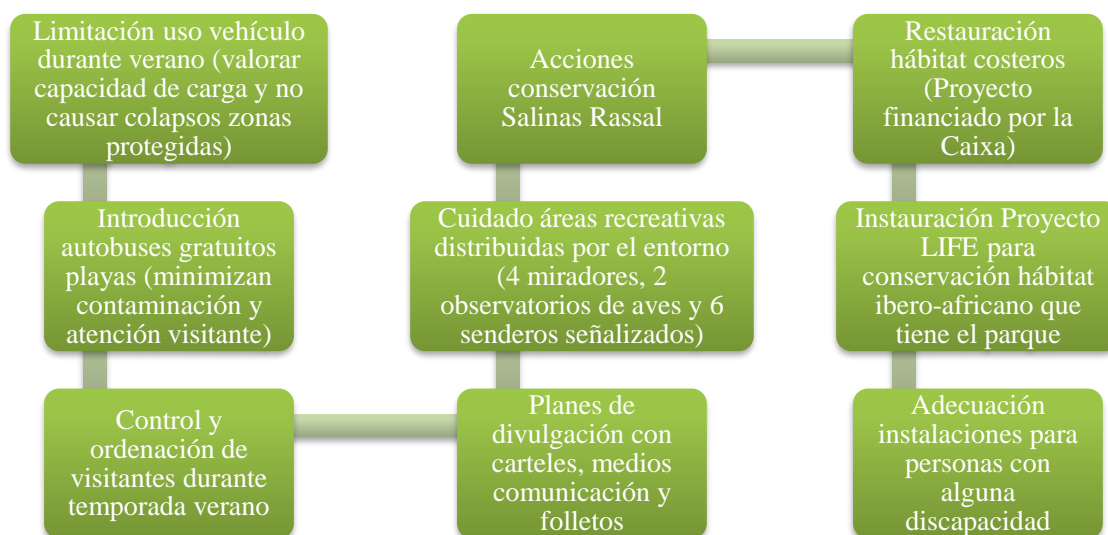 Limitación uso vehículo
durante verano (valorar
capacidad de carga y no
causar colapsos zonas
protegidas)
Introducción
autobuses gratuitos
playas (minimizan
contaminación y
atención visitante)
Control y
ordenación de
visitantes durante
temporada verano
Planes de
divulgación con
carteles, medios
comunicación y
folletos
Cuidado áreas recreativas
distribuidas por el entorno
(4 miradores, 2
observatorios de aves y 6
senderos señalizados)
Acciones
conservación
Salinas Rassal
Restauración
hábitat costeros
(Proyecto
financiado por la
Caixa)
Instauración Proyecto
LIFE para
conservación hábitat
ibero-africano que
tiene el parque
Adecuación
instalaciones para
personas con
alguna
discapacidad